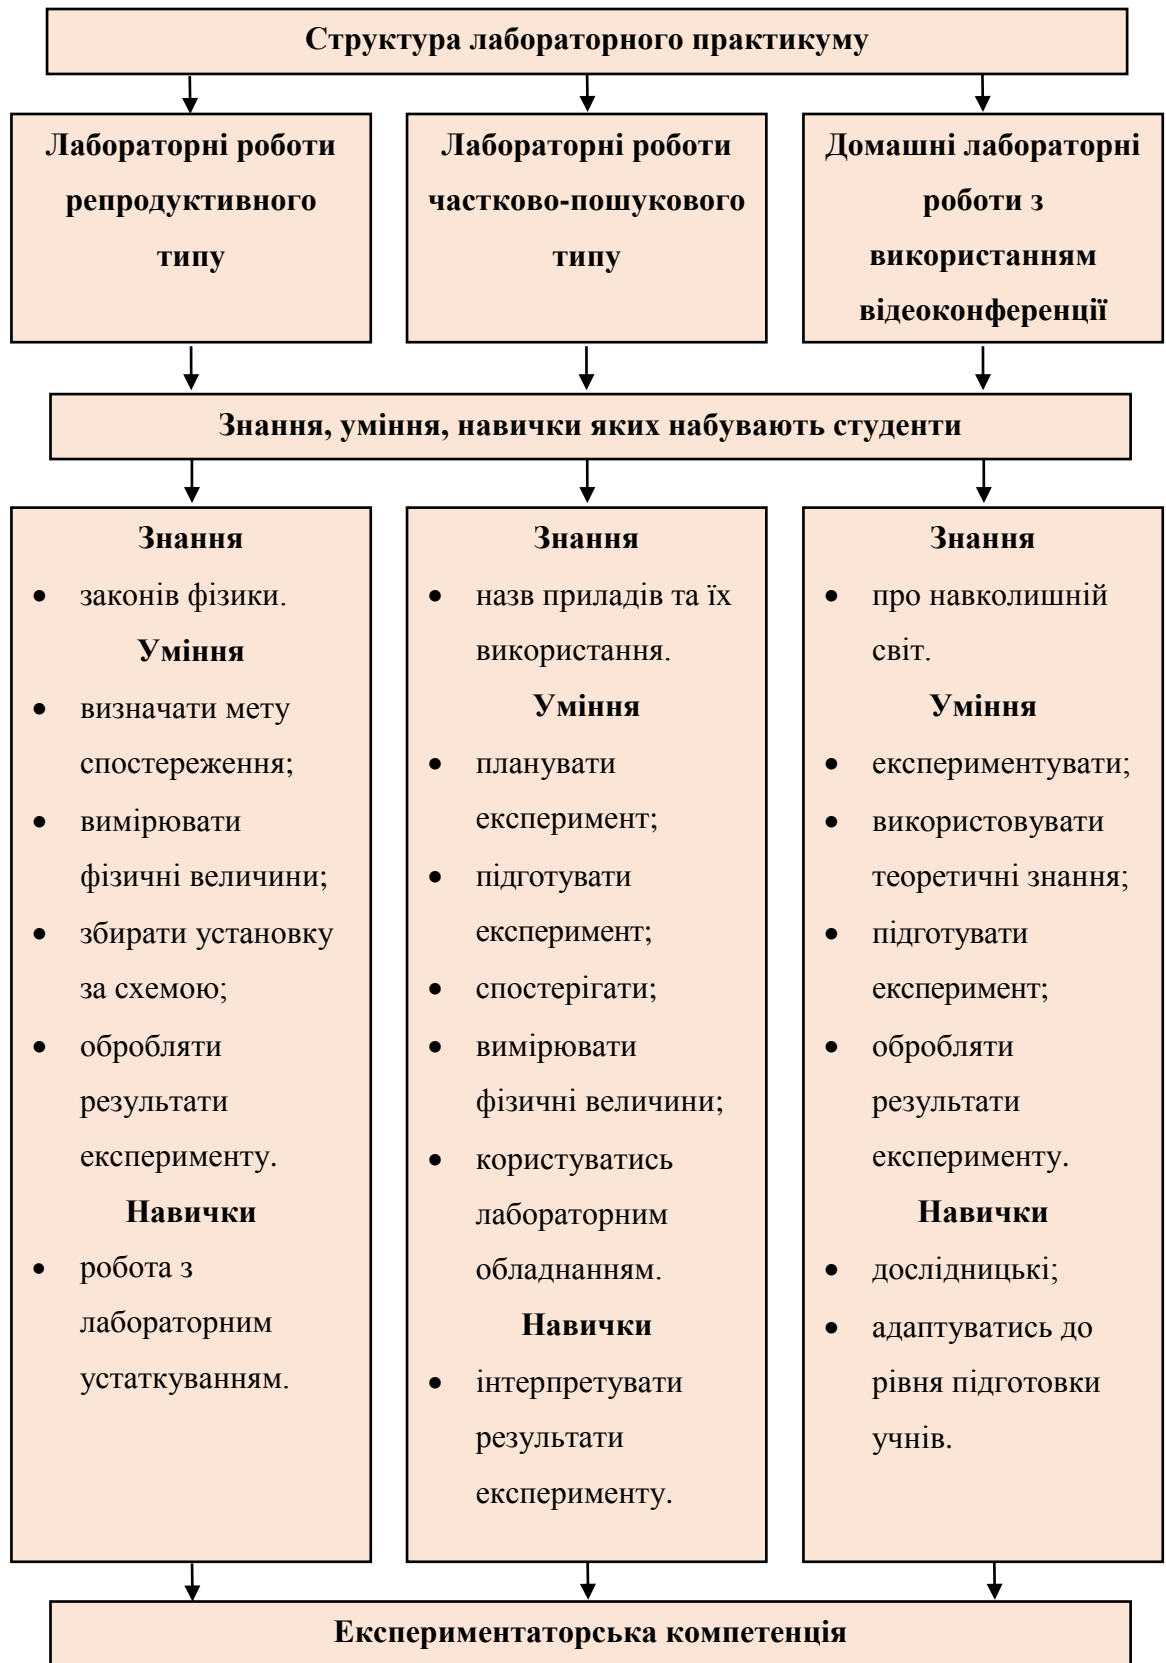 Структура лабораторного практикуму
Лабораторні роботи
репродуктивного
типу
Лабораторні роботи
частково-пошукового
типу
Домашні лабораторні
роботи з
використанням
відеоконференції
Знання, уміння, навички яких набувають студенти
Знання
• законів фізики.
Уміння
• визначати мету
спостереження;
• вимірювати
фізичні величини;
• збирати установку
за схемою;
• обробляти
результати
експерименту.
Навички
• робота з
лабораторним
устаткуванням.
Знання
• назв приладів та їх
використання.
Уміння
• планувати
експеримент;
• підготувати
експеримент;
• спостерігати;
• вимірювати
фізичні величини;
• користуватись
лабораторним
обладнанням.
Навички
• інтерпретувати
результати
експерименту.
Знання
• про навколишній
світ.
Уміння
• експериментувати;
• використовувати
теоретичні знання;
• підготувати
експеримент;
• обробляти
результати
експерименту.
Навички
• дослідницькі;
• адаптуватись до
рівня підготовки
учнів.
Експериментаторська компетенція